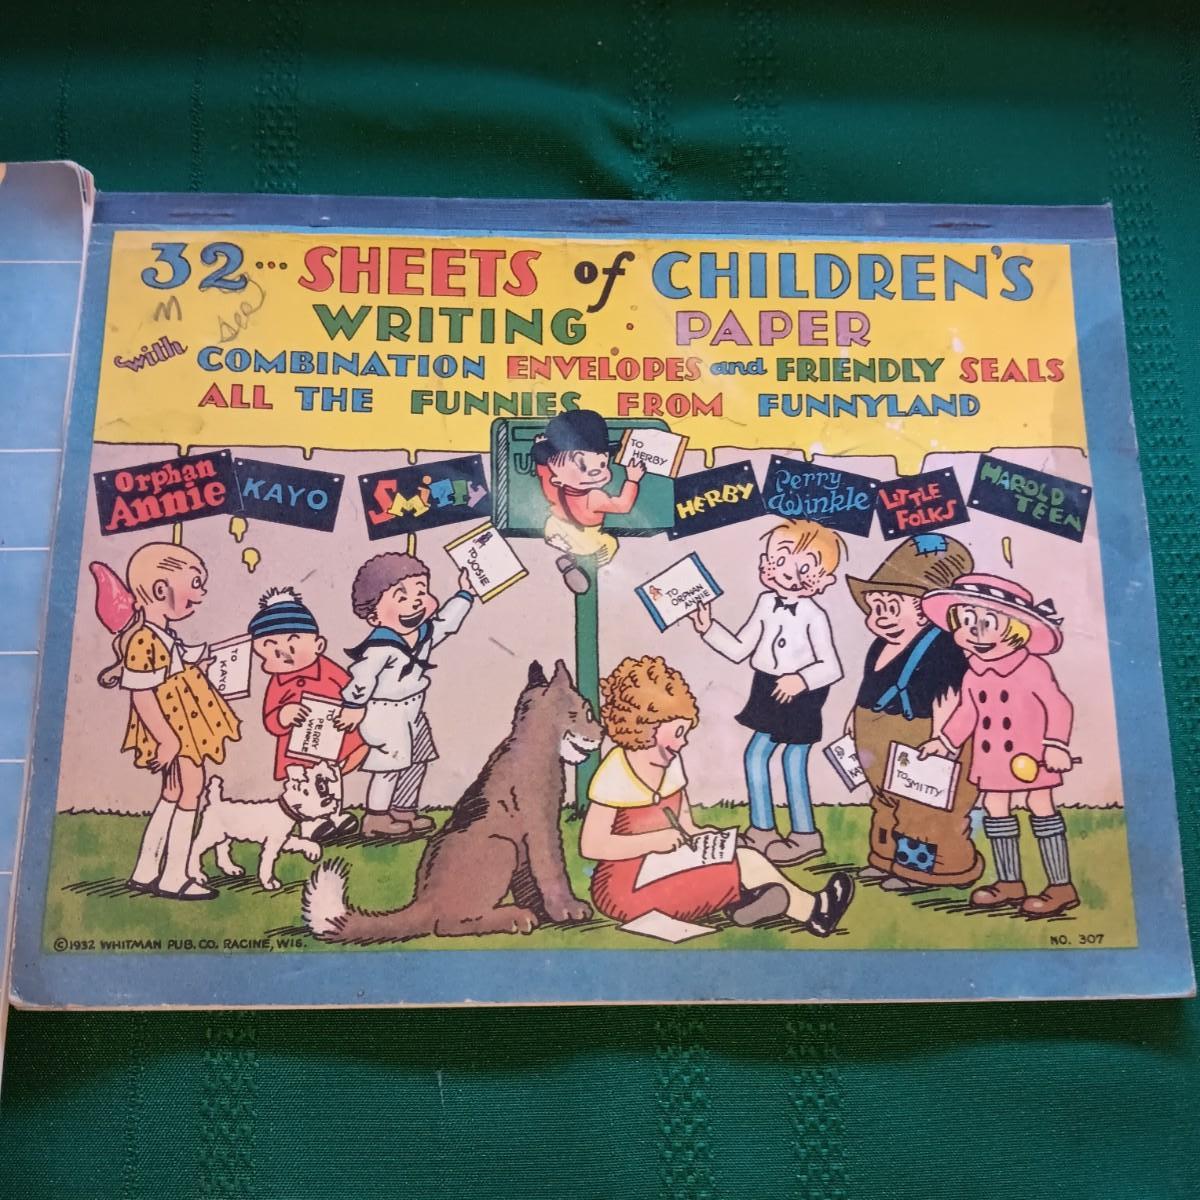 32... SHEETS of CHILDREN'S
WRITING · PAPER
with COMBINATION ENVELOPES and FRIENDLY SEALS
ALL THE FUNNIES FROM FUNNYLAND
M
see
U
TO HERBY
Orphan
Annie
KAYO
SMITTY
HERBY
Perry
Winkle
LITTLE
FOLKS
HAROLD
TEEN
TO JOSIE
TO
ORPHAN
ANNIE
TO
KAYO
TO
PERRY
WINKLE
TO SMITTY
©1932 WHITMAN PUB. CO. RACINE, WIS.
NO. 307